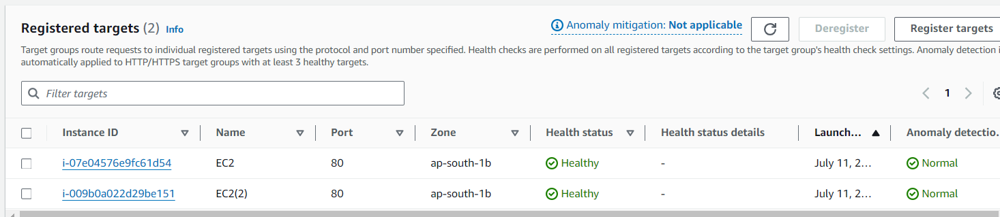 Registered targets (2) Info Anomaly mitigation: Not applicable Deregister Register targets
Target groups route requests to individual registered targets using the protocol and port number specified. Health checks are performed on all registered targets according to the target group's health check settings. Anomaly detection i
automatically applied to HTTP/HTTPS target groups with at least 3 healthy targets.
Filter targets 1
Instance ID Name Port Zone Health status Health status details Launch... Anomaly detectio...
i-07e04576e9fc61d54 EC2 80 ap-south-1b Healthy - July 11, 2... Normal
i-009b0a022d29be151 EC2(2) 80 ap-south-1b Healthy - July 11, 2... Normal